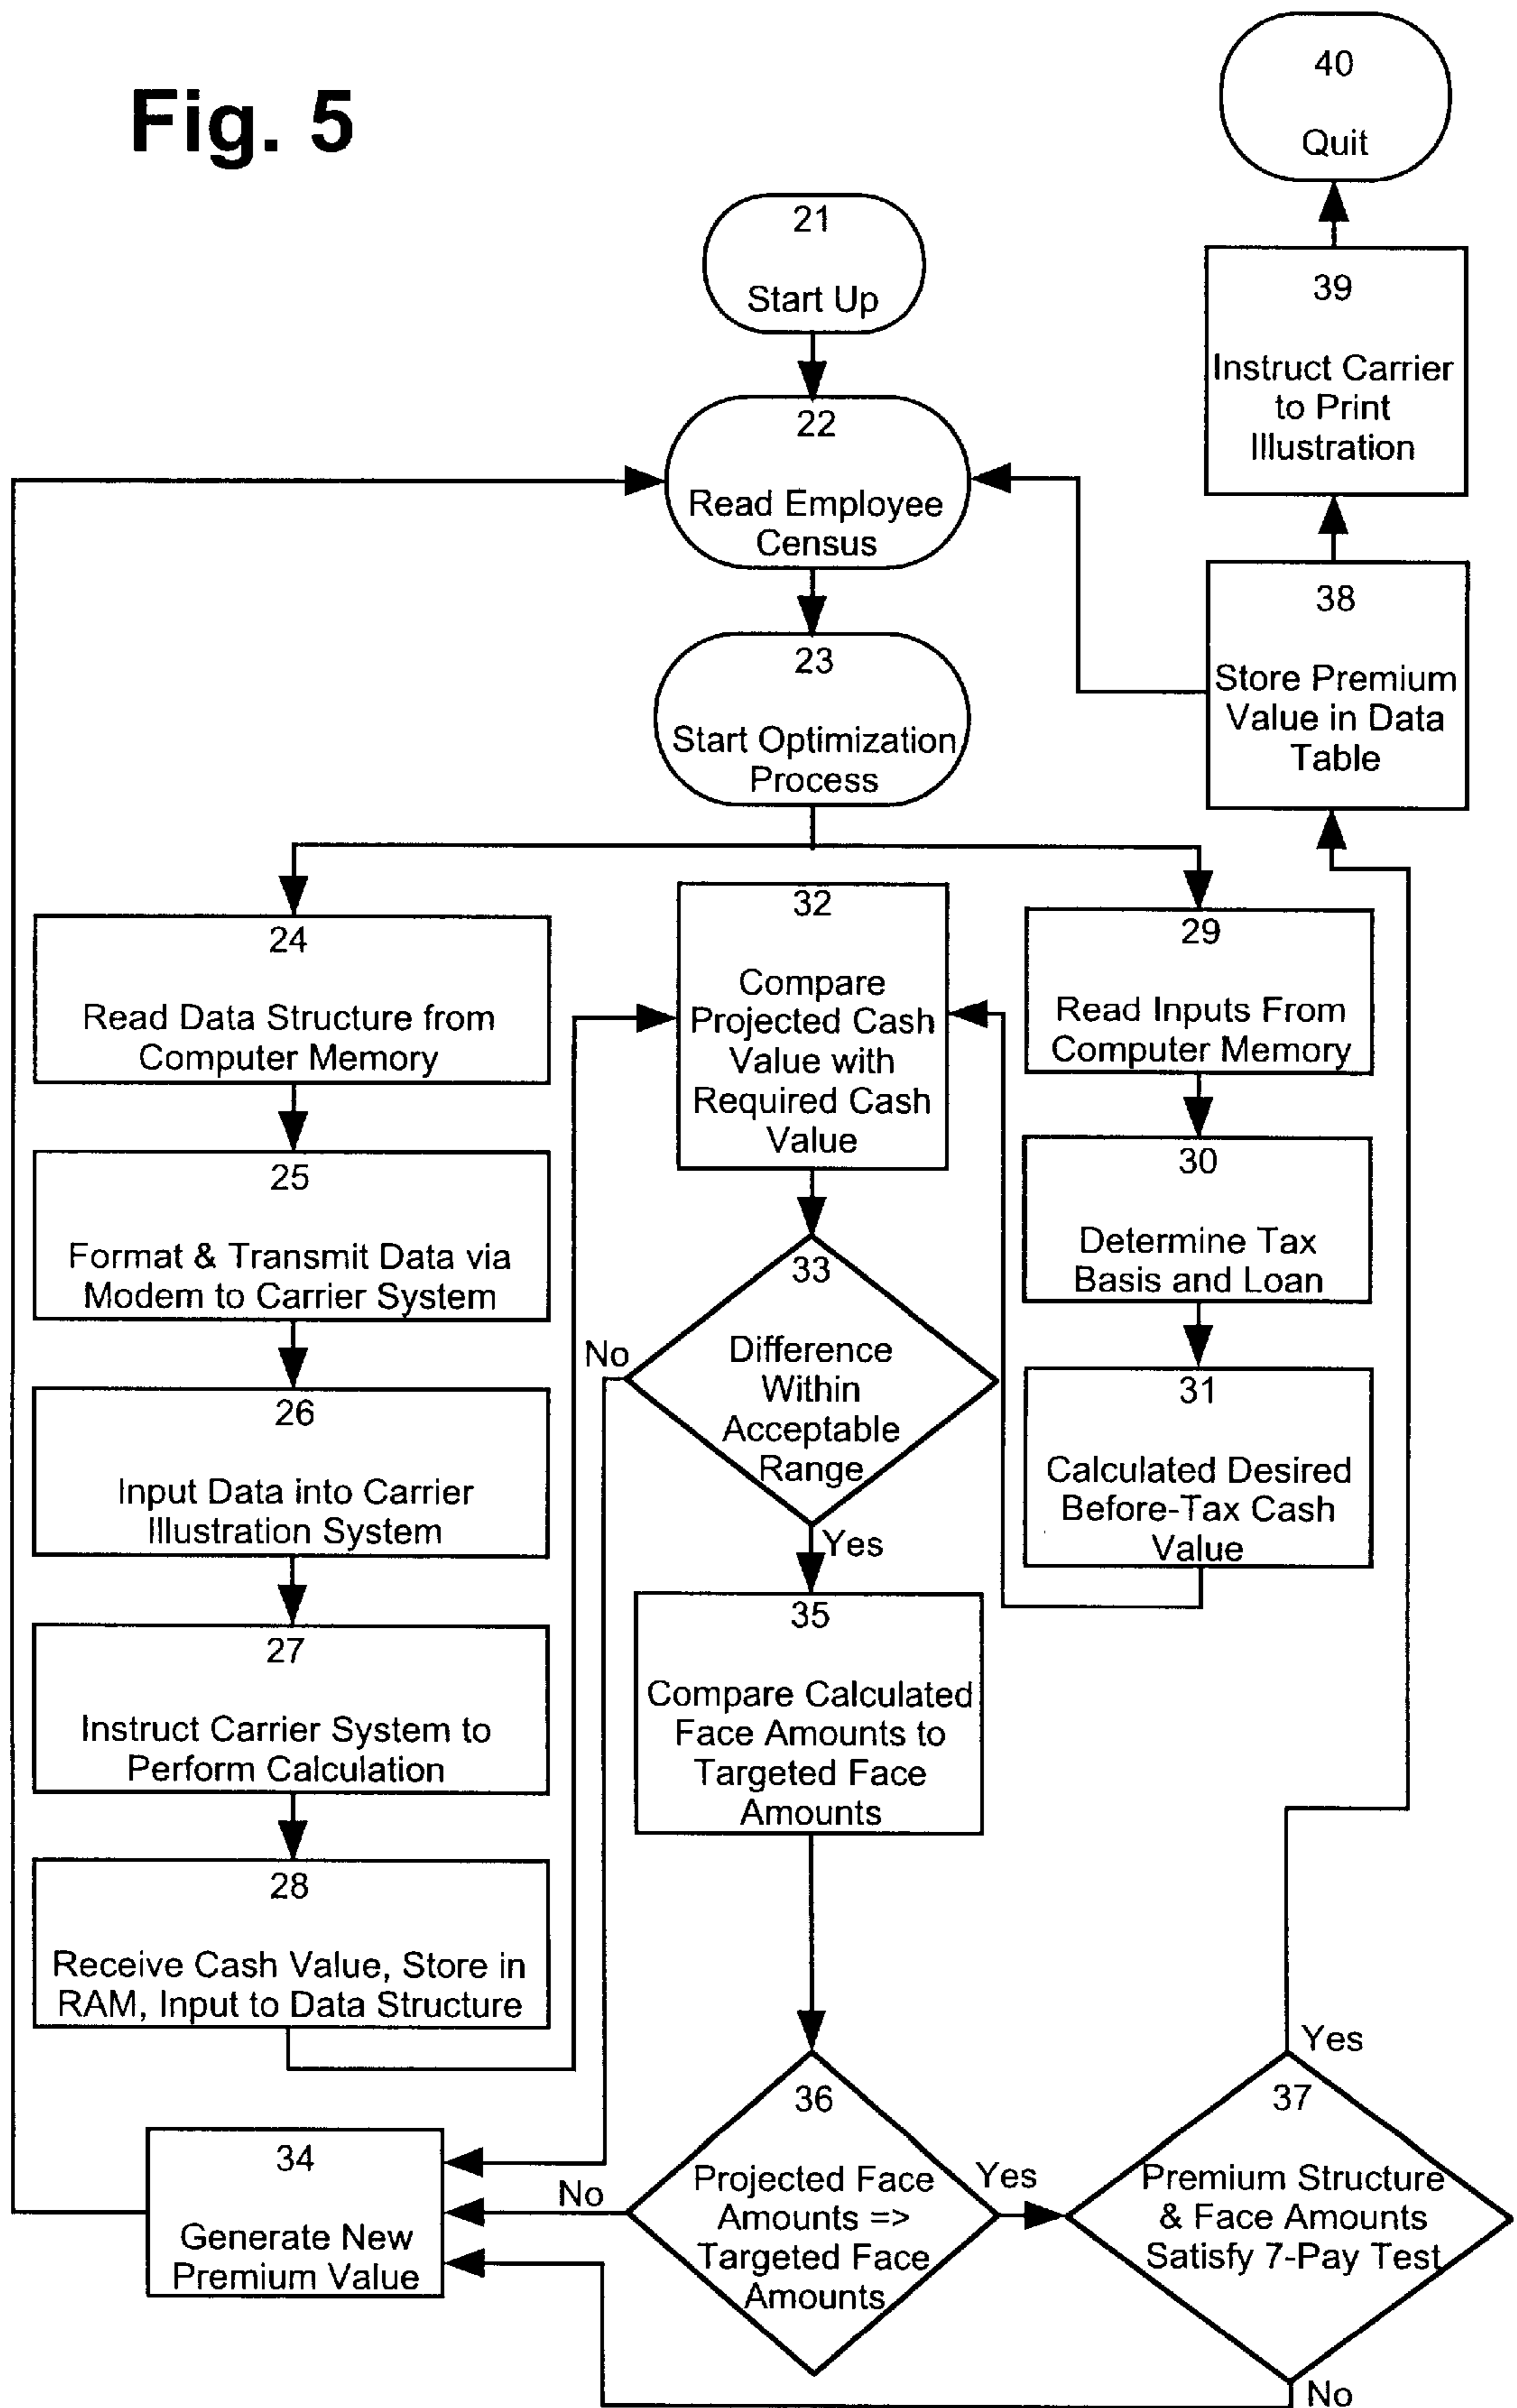 Fig. 5
40
Quit
21
Start Up
39
Instruct Carrier
to Print
Illustration
22
Read Employee
Census
38
Store Premium
Value in Data
Table
23
Start Optimization
Process
24
Read Data Structure from
Computer Memory
25
Format & Transmit Data via
Modem to Carrier System
26
Input Data into Carrier
Illustration System
27
Instruct Carrier System to
Perform Calculation
28
Receive Cash Value, Store in
RAM, Input to Data Structure
29
Read Inputs From
Computer Memory
30
Determine Tax
Basis and Loan
31
Calculated Desired
Before-Tax Cash
Value
32
Compare
Projected Cash
Value with
Required Cash
Value
33
Difference
Within
Acceptable
Range
No
Yes
34
Generate New
Premium Value
35
Compare Calculated
Face Amounts to
Targeted Face
Amounts
36
Projected Face
Amounts =>
Targeted Face
Amounts
No
Yes
37
Premium Structure
& Face Amounts
Satisfy 7-Pay Test
Yes
No